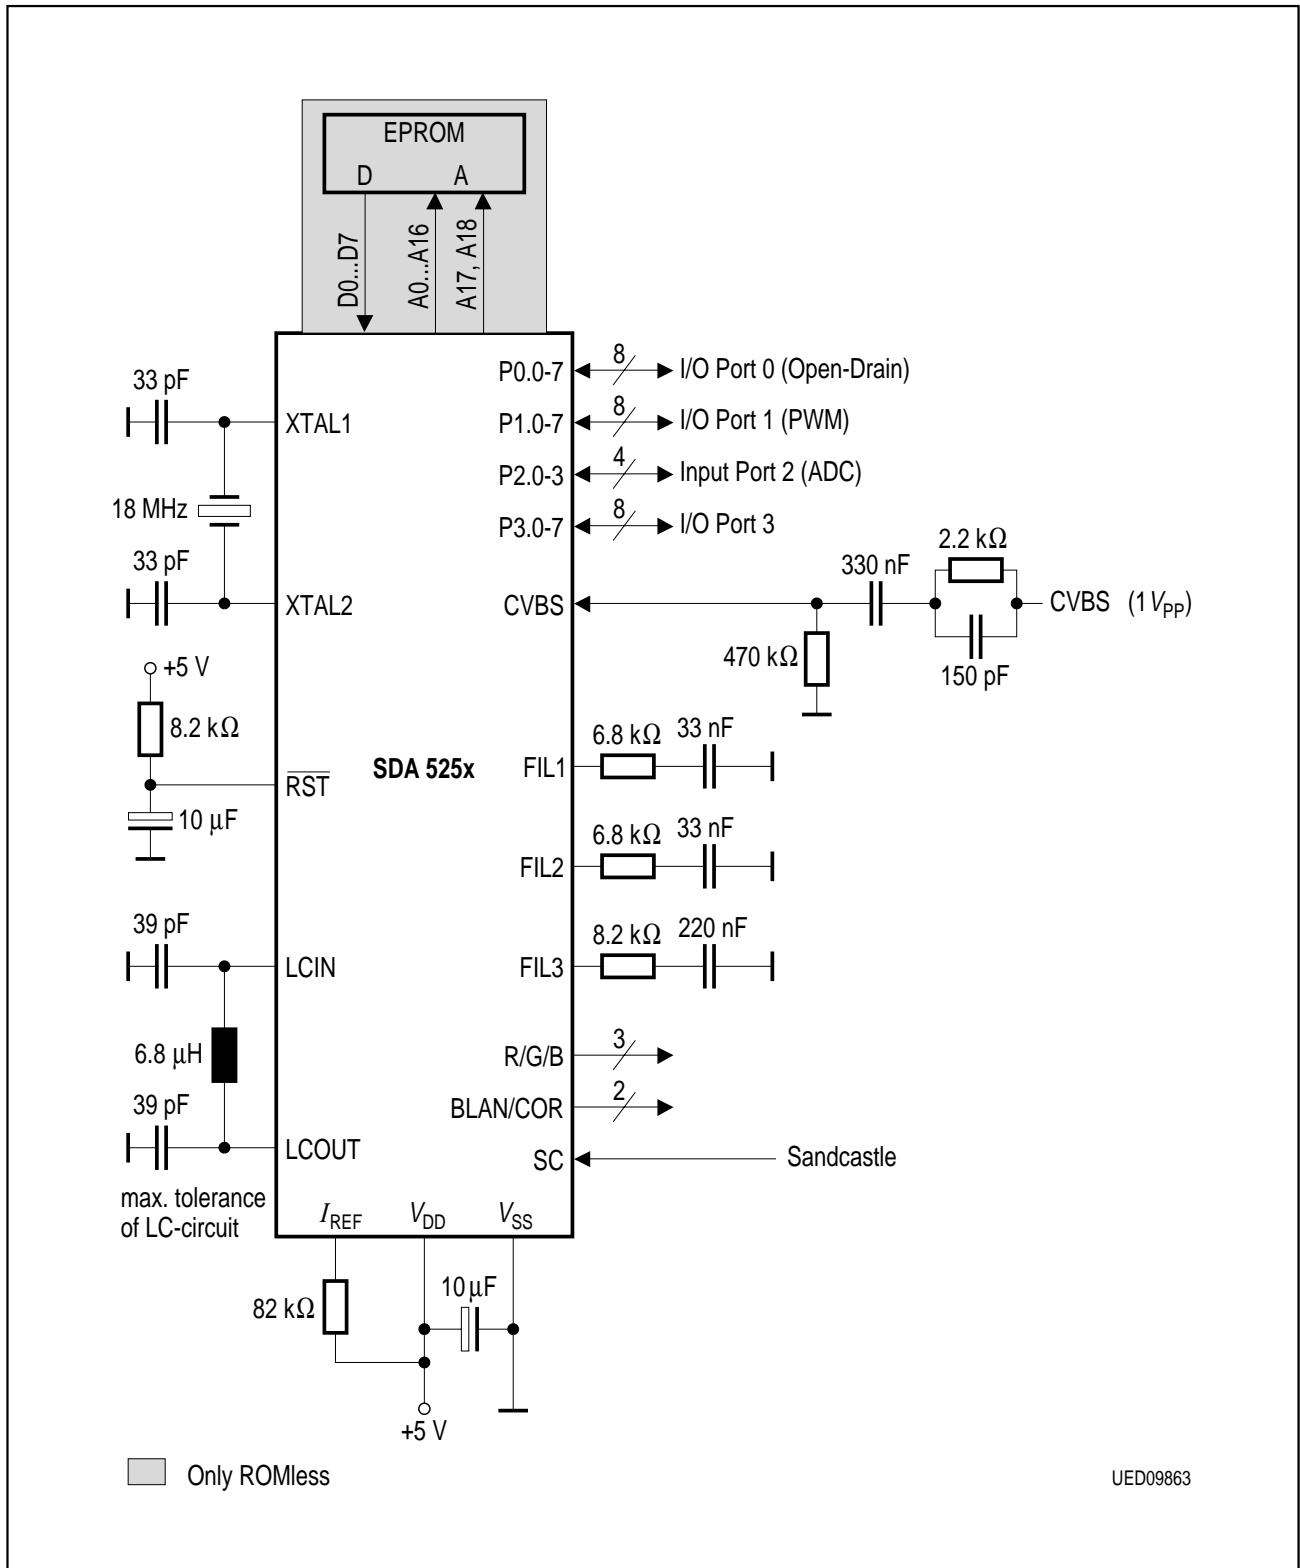 EPROM
D A
D0...D7
A0...A16
A17, A18
33 pF
XTAL1
18 MHz
33 pF
XTAL2
+5 V
8.2 kΩ
RST
10 μF
39 pF
LCIN
6.8 μH
39 pF
LCOUT
max. tolerance
of LC-circuit
SDA 525x
P0.0-7 8 I/O Port 0 (Open-Drain)
P1.0-7 8 I/O Port 1 (PWM)
P2.0-3 4 Input Port 2 (ADC)
P3.0-7 8 I/O Port 3
2.2 kΩ
330 nF
CVBS
CVBS (1 VPP)
470 kΩ
150 pF
6.8 kΩ 33 nF
FIL1
6.8 kΩ 33 nF
FIL2
8.2 kΩ 220 nF
FIL3
R/G/B 3
BLAN/COR 2
SC Sandcastle
IREF VDD VSS
82 kΩ
10 μF
+5 V
Only ROMless
UED09863